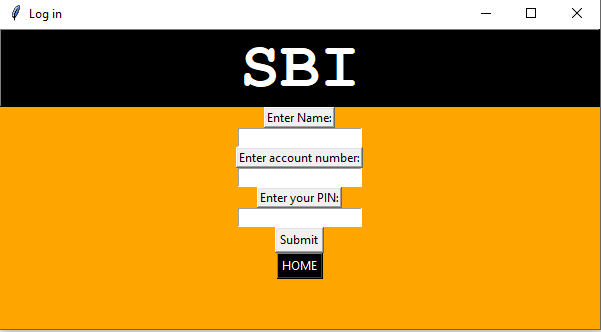 Log in
SBI
Enter Name:
Enter account number:
Enter your PIN:
Submit
HOME